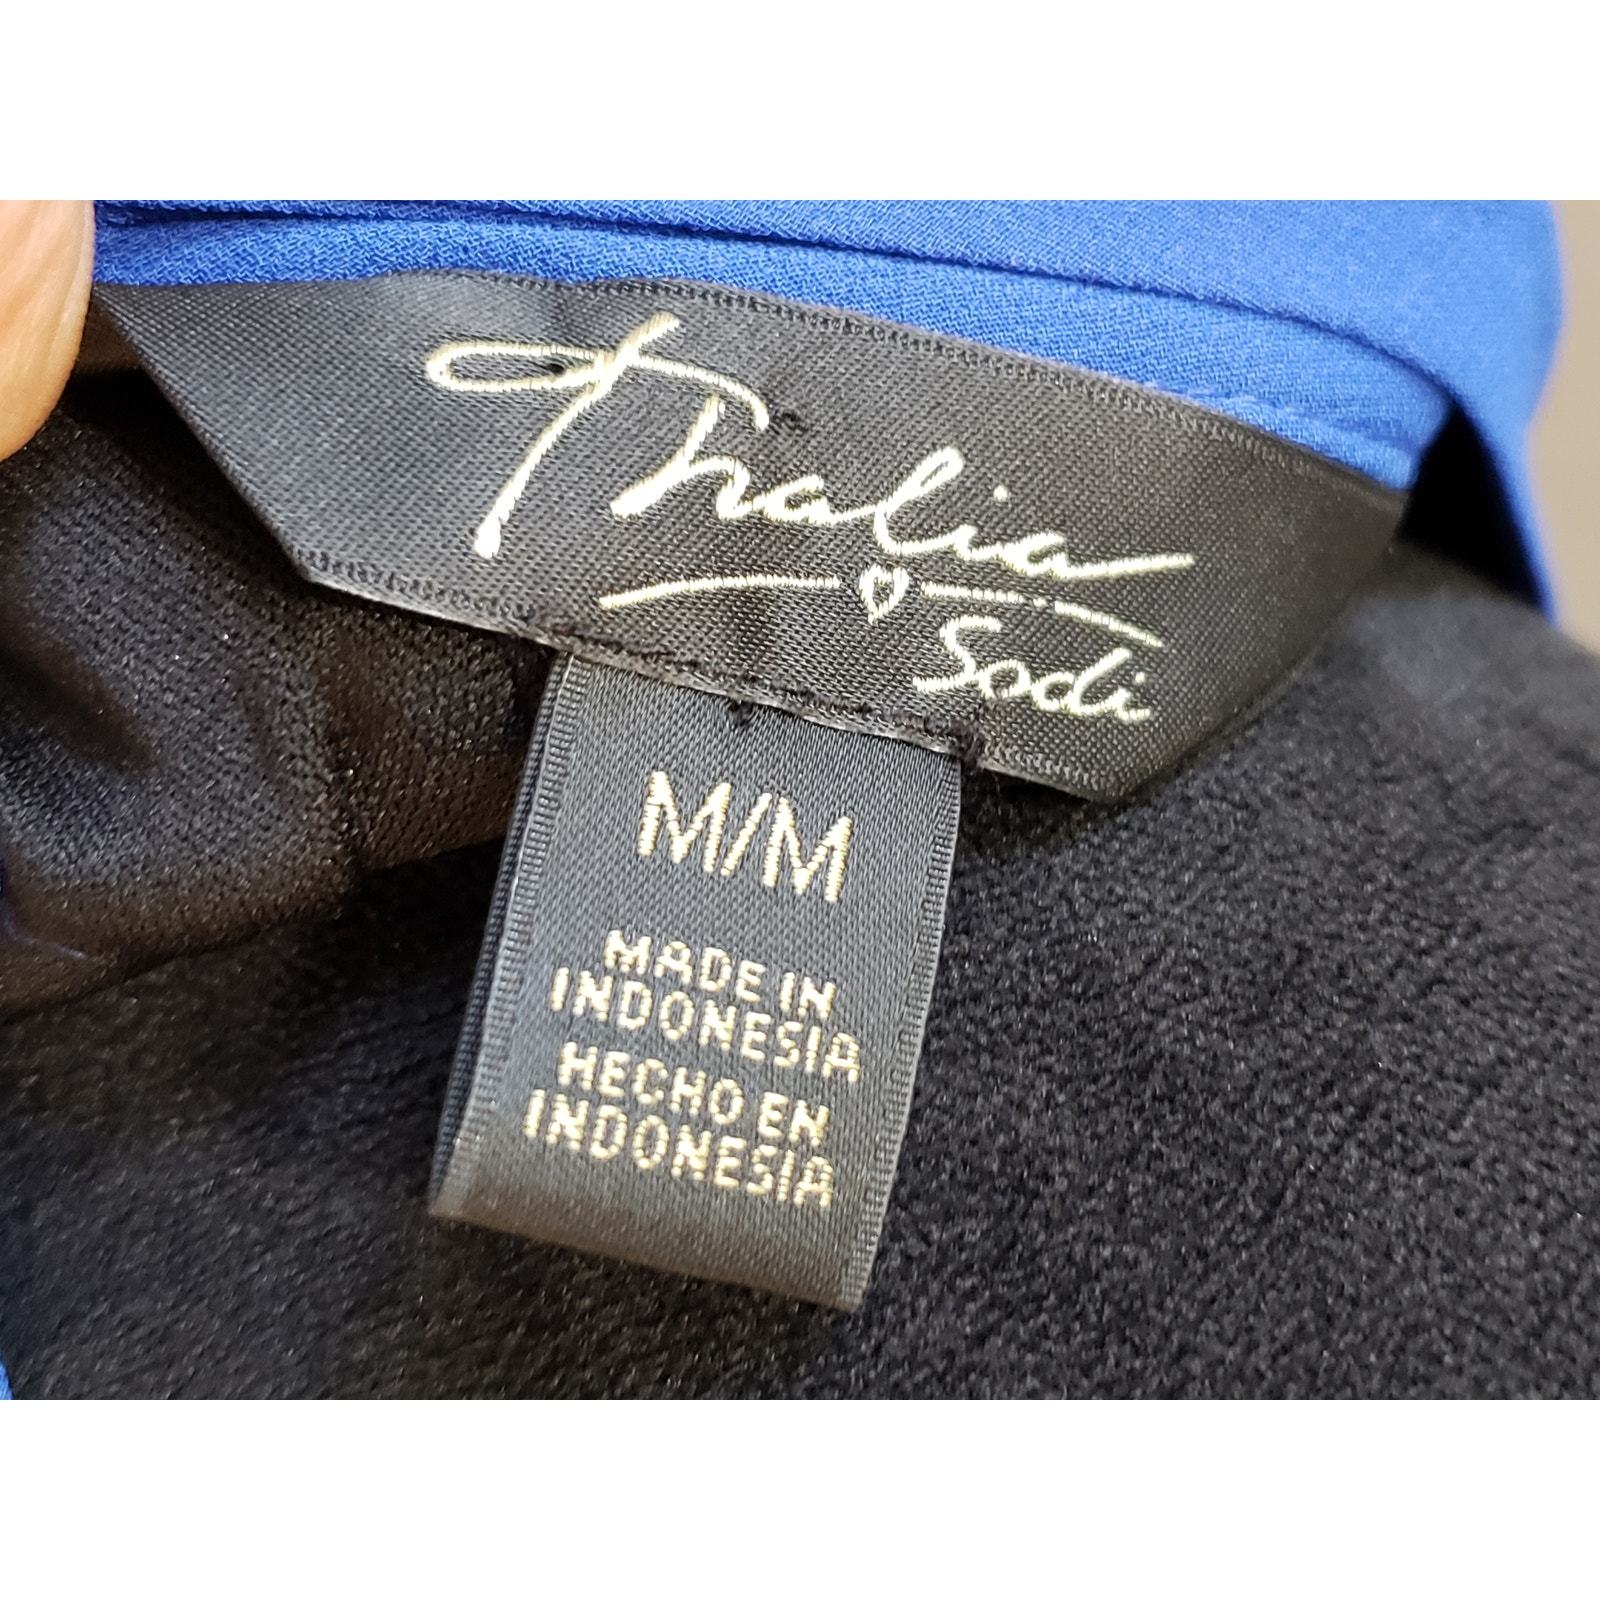 Thalia
Sodi
M/M
MADE IN
INDONESIA
HECHO EN
INDONESIA